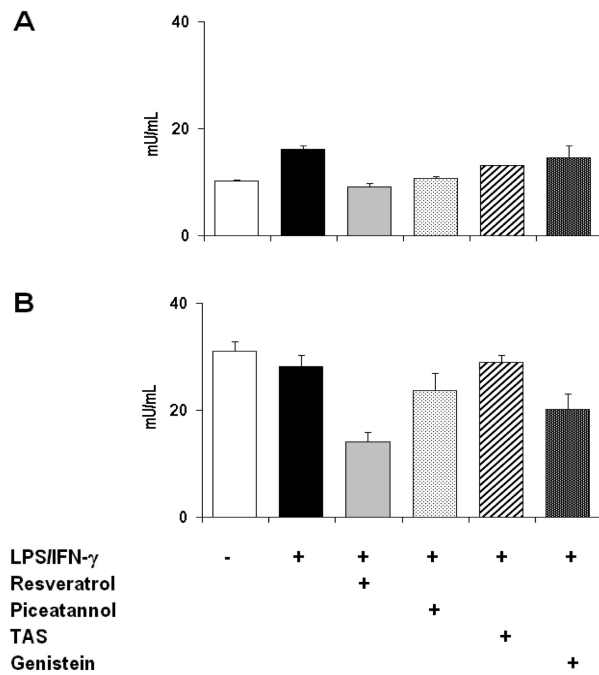 A
40
mU/mL
20
0
B
40
mU/mL
20
0
LPS/IFN-γ - + + + + +
Resveratrol +
Piceatannol +
TAS +
Genistein +